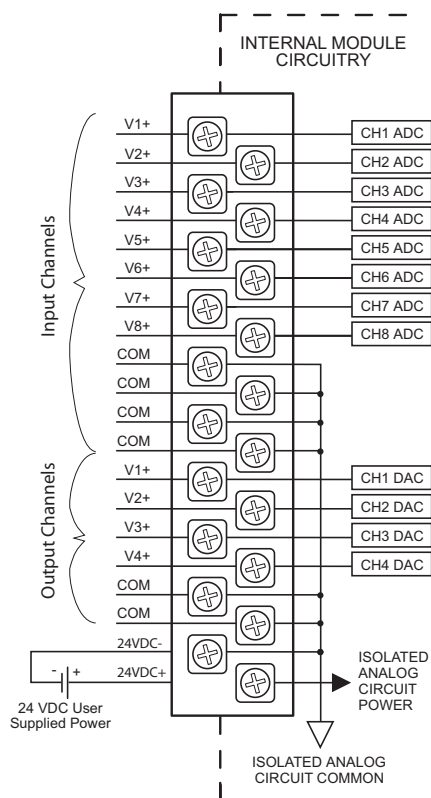 INTERNAL MODULE
CIRCUITRY
Input Channels
V1+
CH1 ADC
V2+
CH2 ADC
V3+
CH3 ADC
V4+
CH4 ADC
V5+
CH5 ADC
V6+
CH6 ADC
V7+
CH7 ADC
V8+
CH8 ADC
COM
COM
COM
COM
Output Channels
V1+
CH1 DAC
V2+
CH2 DAC
V3+
CH3 DAC
V4+
CH4 DAC
COM
COM
24VDC-
24VDC+
- +
24 VDC User
Supplied Power
ISOLATED
ANALOG
CIRCUIT
POWER
ISOLATED ANALOG
CIRCUIT COMMON